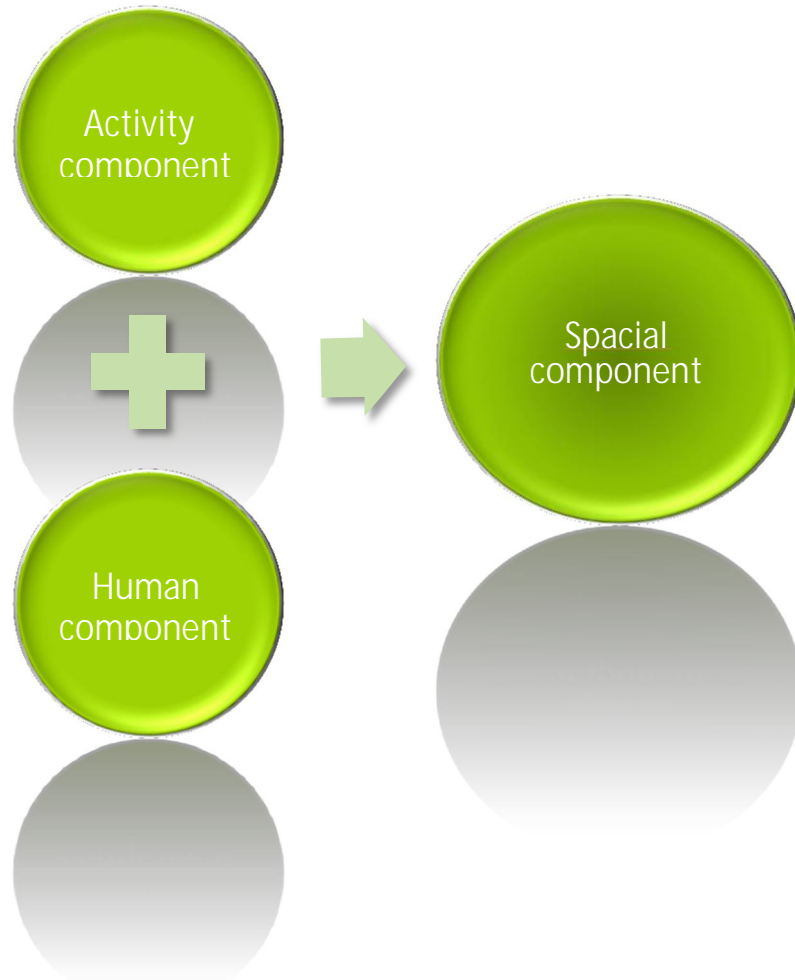 Activity
component
Spacial
component
Human
component